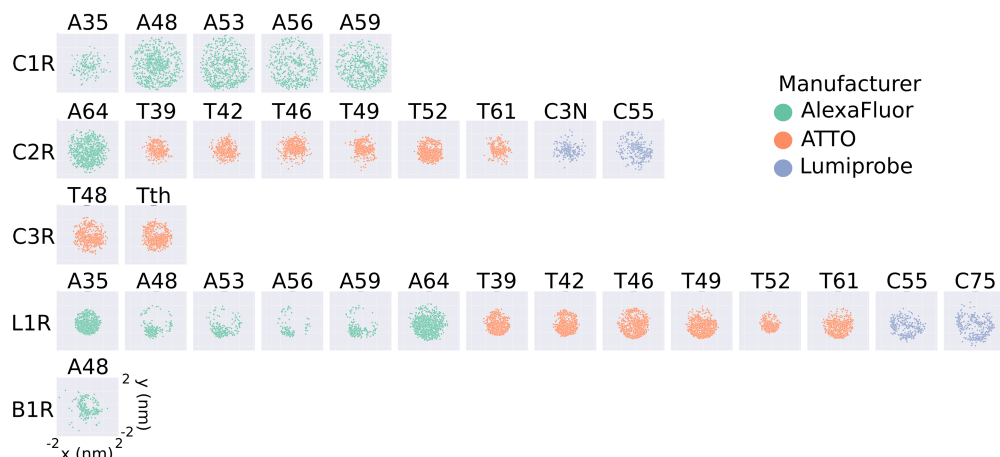 A35 A48 A53 A56 A59
C1R
Manufacturer
AlexaFluor
ATTO
Lumiprobe
A64 T39 T42 T46 T49 T52 T61 C3N C55
C2R
T48 Tth
C3R
A35 A48 A53 A56 A59 A64 T39 T42 T46 T49 T52 T61 C55 C75
L1R
A48
B1R
2
y (nm)
-2
-2 x (nm) 2